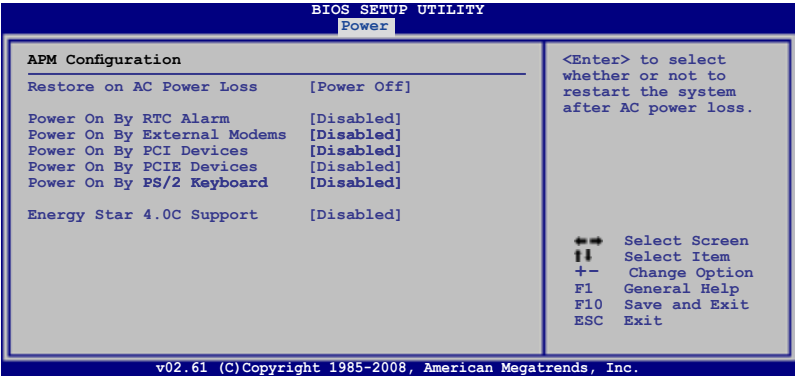 BIOS SETUP UTILITY
Power
APM Configuration
Restore on AC Power Loss [Power Off]
Power On By RTC Alarm [Disabled]
Power On By External Modems [Disabled]
Power On By PCI Devices [Disabled]
Power On By PCIE Devices [Disabled]
Power On By PS/2 Keyboard [Disabled]
Energy Star 4.0C Support [Disabled]
<Enter> to select
whether or not to
restart the system
after AC power loss.
←→ Select Screen
↑↓ Select Item
+- Change Option
F1 General Help
F10 Save and Exit
ESC Exit
v02.61 (C)Copyright 1985-2008, American Megatrends, Inc.